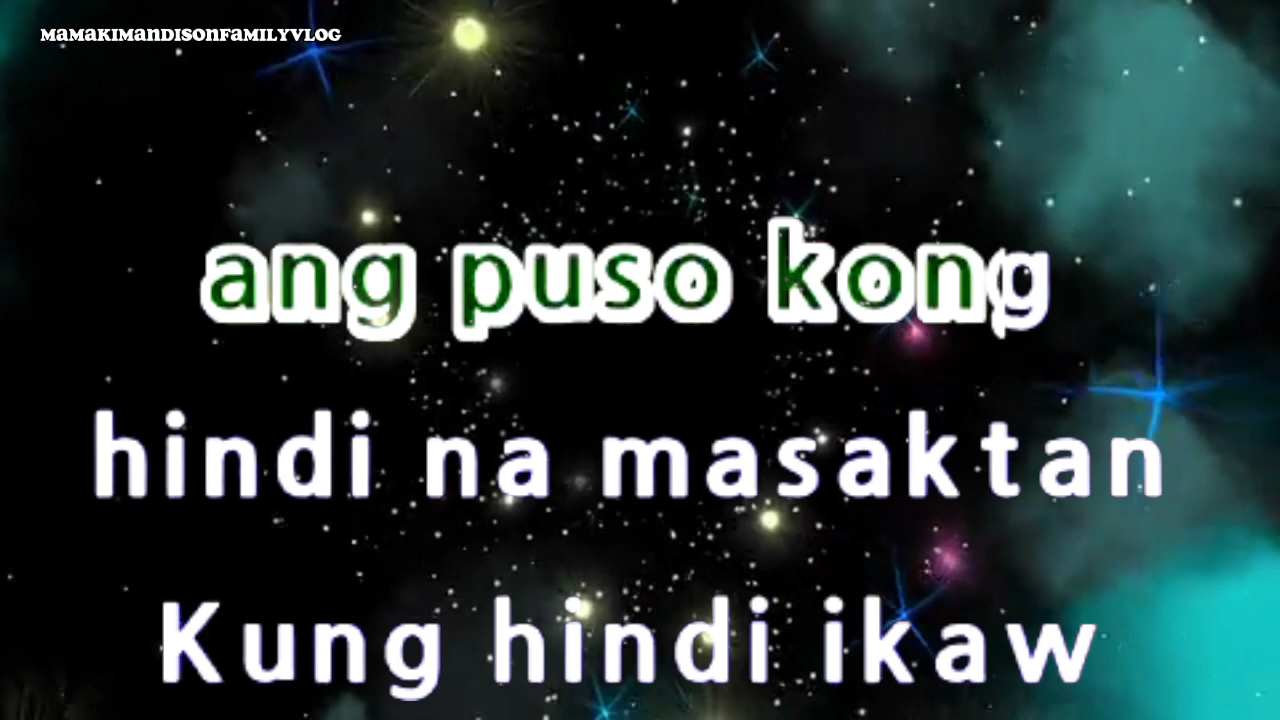 MAMAKIMANDISONFAMILYVLOG
ang puso kong
hindi na masaktan
Kung hindi ikaw